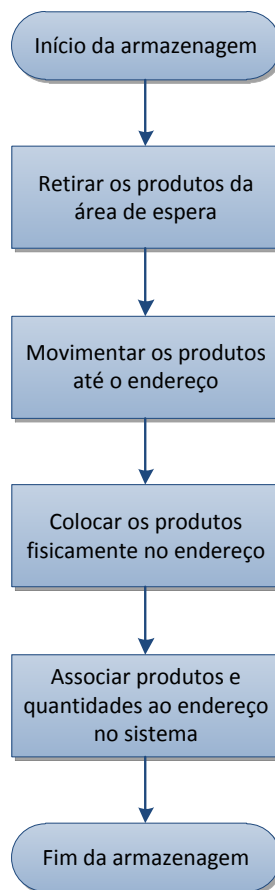 Início da armazenagem
Retirar os produtos da
área de espera
Movimentar os produtos
até o endereço
Colocar os produtos
fisicamente no endereço
Associar produtos e
quantidades ao endereço
no sistema
Fim da armazenagem